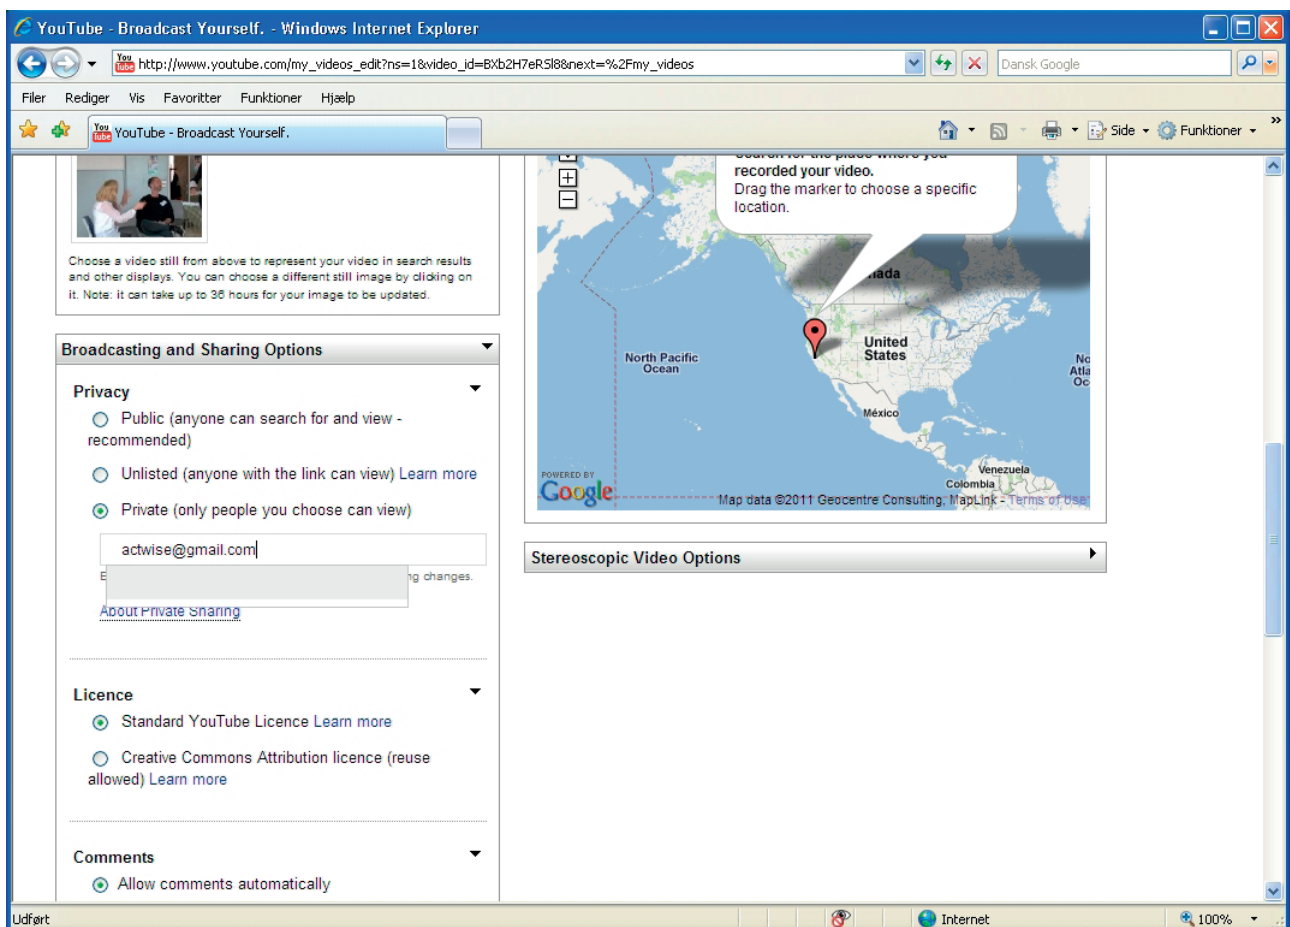 YouTube - Broadcast Yourself. - Windows Internet Explorer
http://www.youtube.com/my_videos_edit?ns=1&video_id=BXb2H7eRSl8&next=%2Fmy_videos
Dansk Google
Filer Rediger Vis Favoritter Funktioner Hjælp
YouTube - Broadcast Yourself.
Side Funktioner
Choose a video still from above to represent your video in search results
and other displays. You can choose a different still image by clicking on
it. Note: it can take up to 36 hours for your image to be updated.
Broadcasting and Sharing Options
Privacy
Public (anyone can search for and view -
recommended)
Unlisted (anyone with the link can view) Learn more
Private (only people you choose can view)
actwise@gmail.com
changes.
About Private Sharing
Licence
Standard YouTube Licence Learn more
Creative Commons Attribution licence (reuse
allowed) Learn more
Comments
Allow comments automatically
Search for the place where you
recorded your video.
Drag the marker to choose a specific
location.
United
States
North Pacific
Ocean
México
Venezuela
Colombia
POWERED BY
Google
Map data ©2011 Geocentre Consulting, MapLink - Terms of Use
Stereoscopic Video Options
Udført
Internet
100%